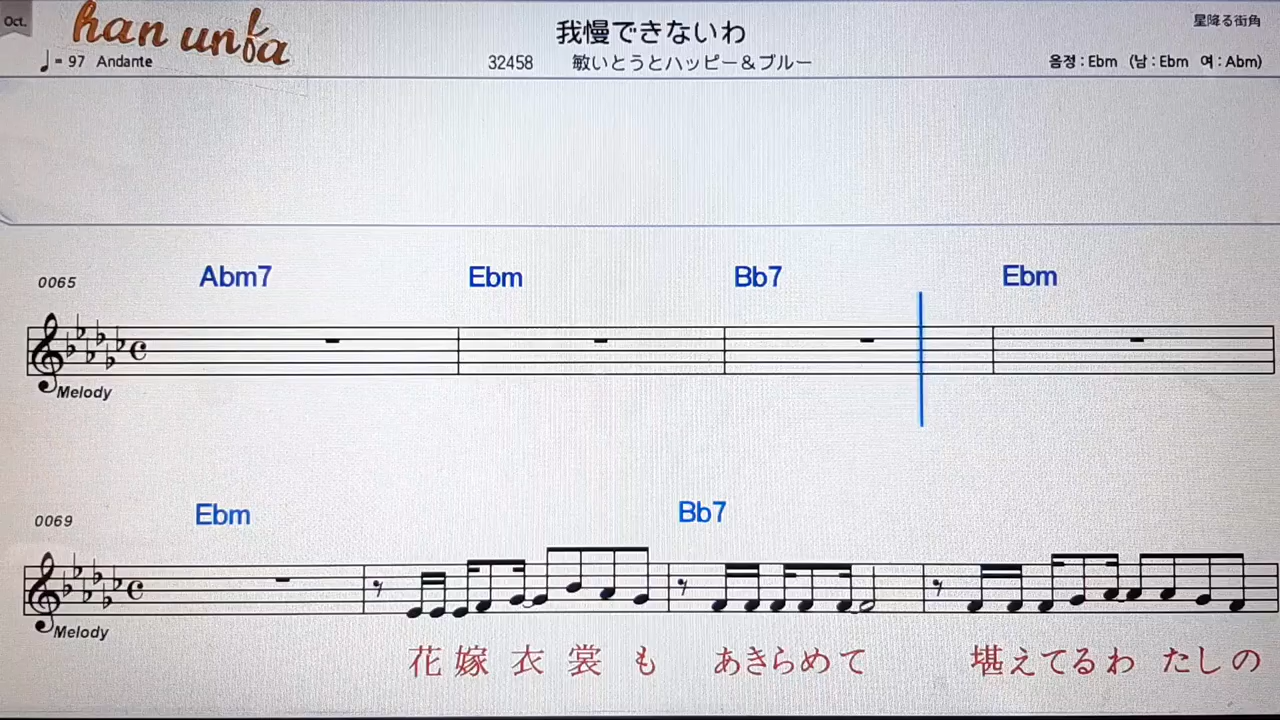 Oct.
han unfa
我慢できないわ
星降る街角
♩= 97 Andante
32458 敏いとうとハッピー＆ブルー
음정 : Ebm (남 : Ebm 여 : Abm)
0065 Abm7 Ebm Bb7 Ebm
Melody
0069 Ebm Bb7
Melody
花嫁衣裳も あきらめて 堪えてるわたしの